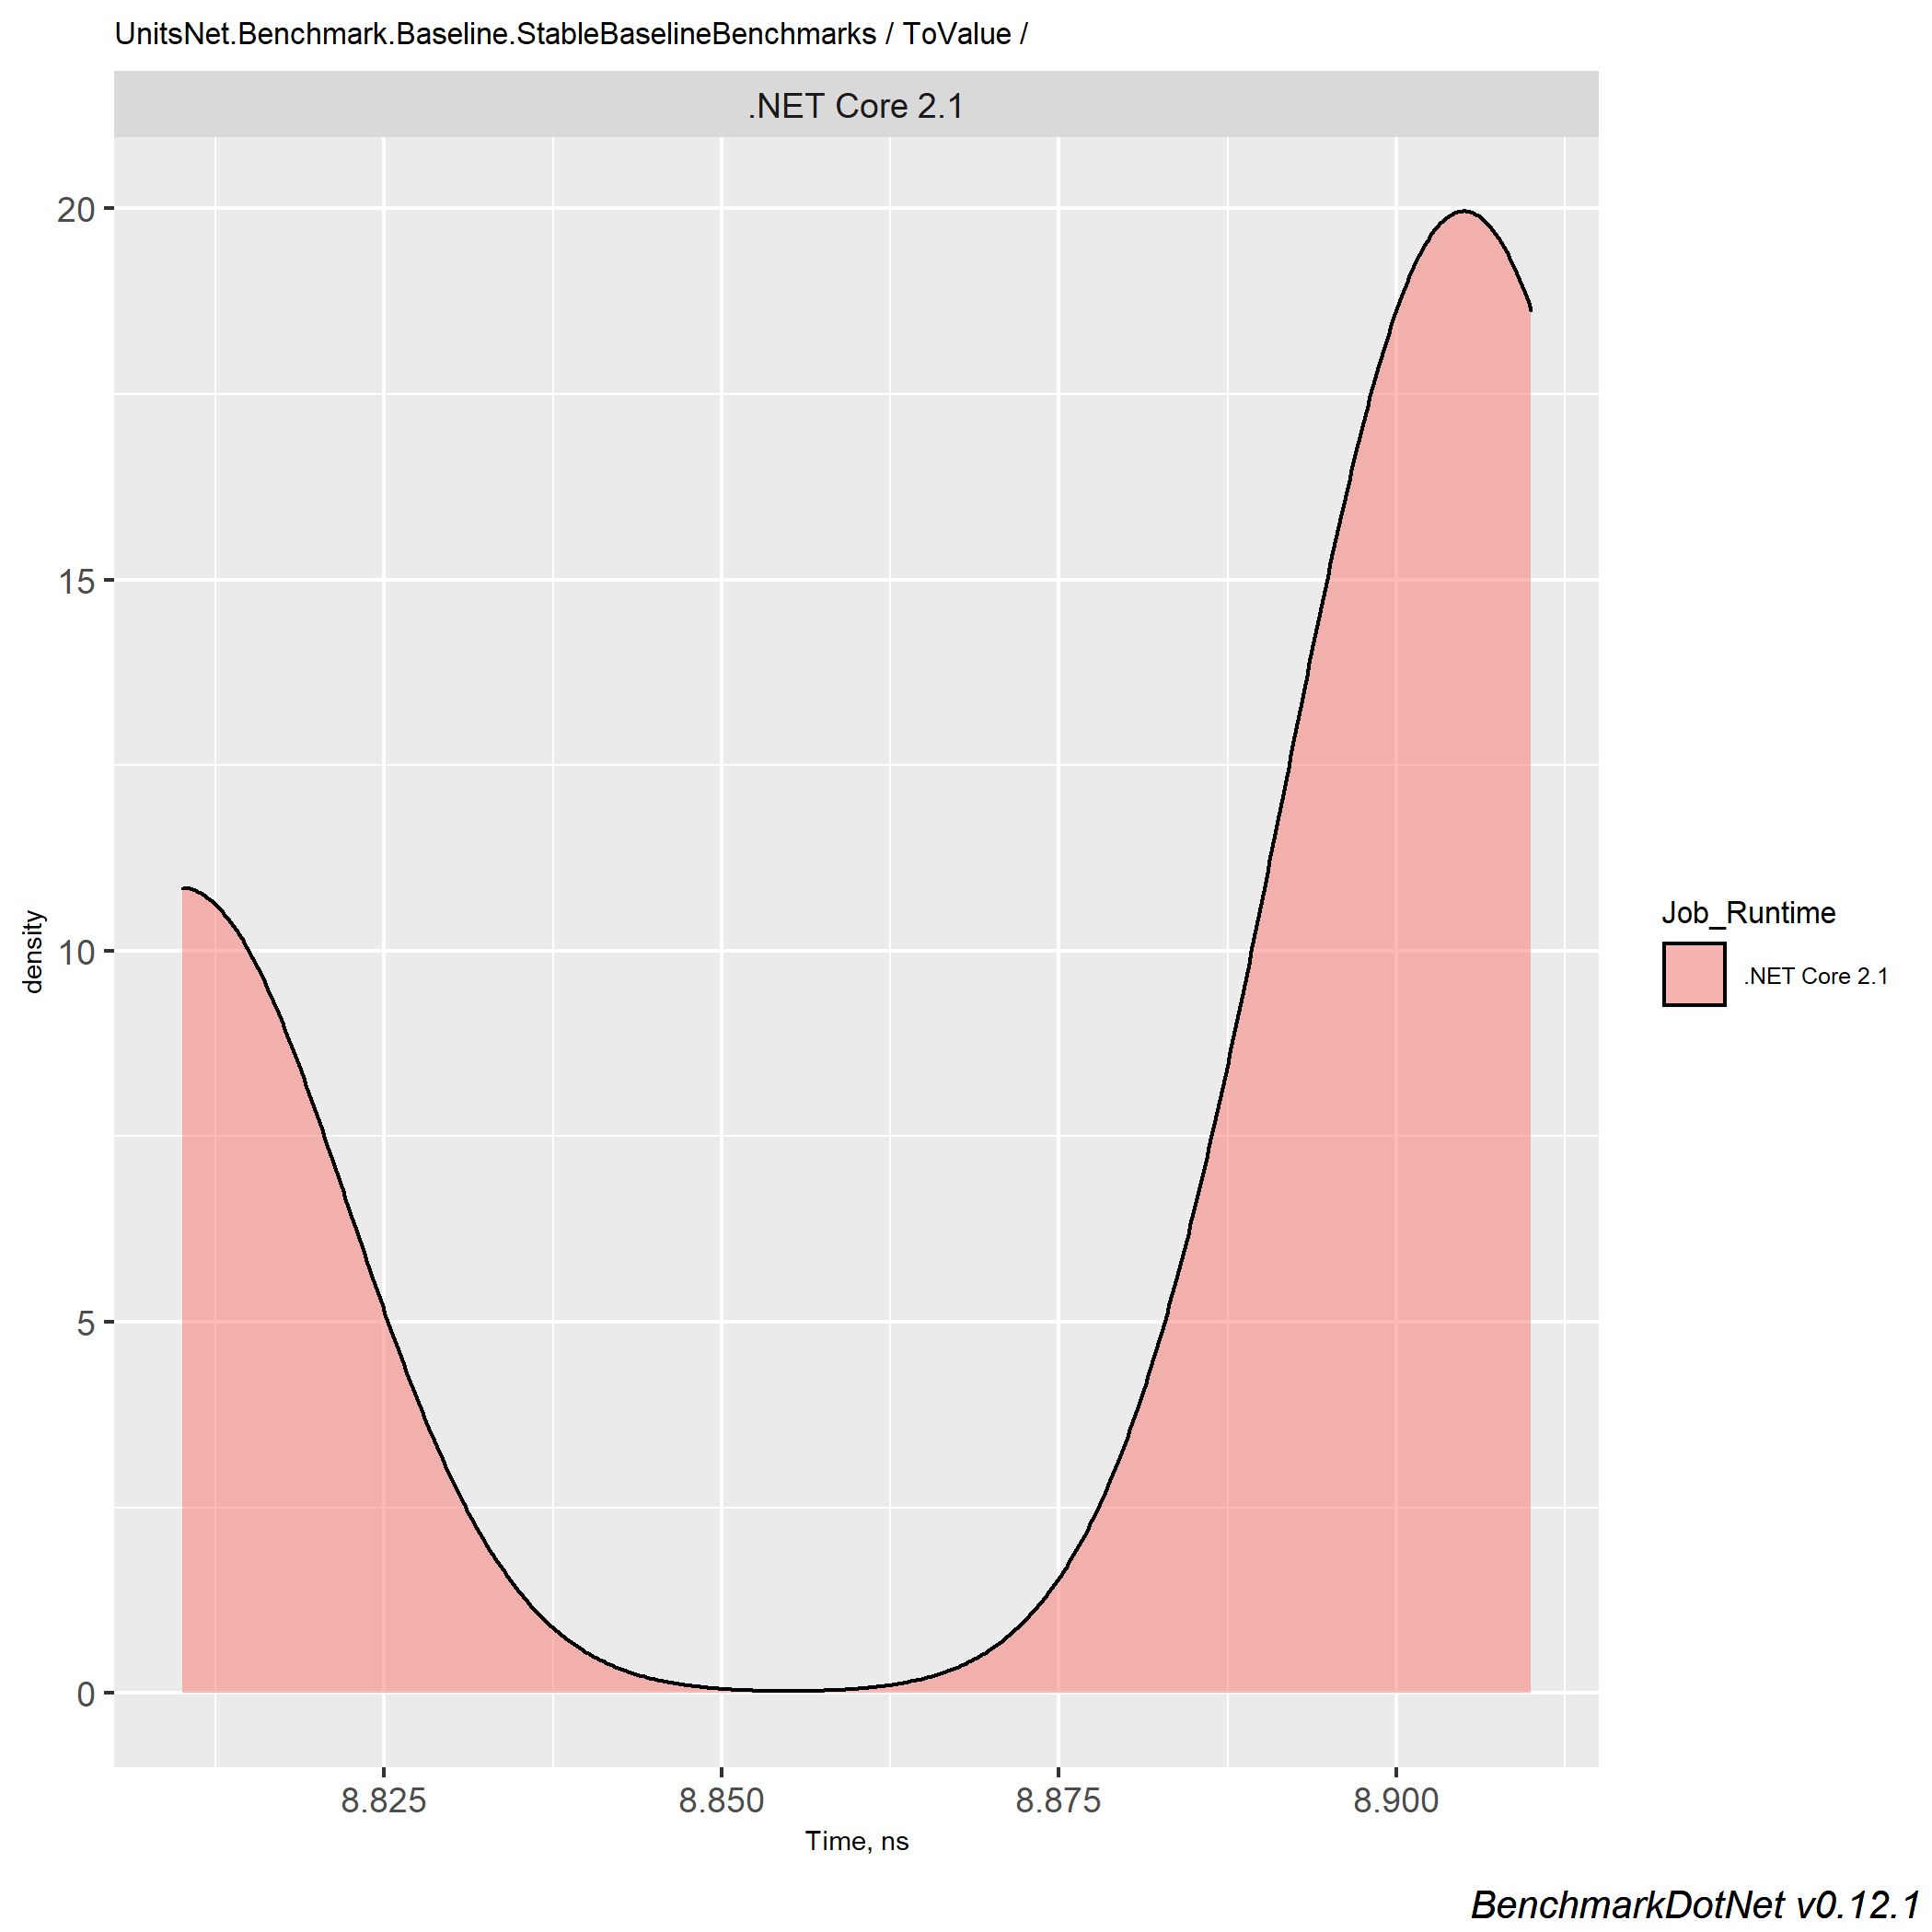 UnitsNet.Benchmark.Baseline.StableBaselineBenchmarks / ToValue /
.NET Core 2.1
20
15
10
5
0
density
8.825 8.850 8.875 8.900
Time, ns
Job_Runtime
.NET Core 2.1
BenchmarkDotNet v0.12.1